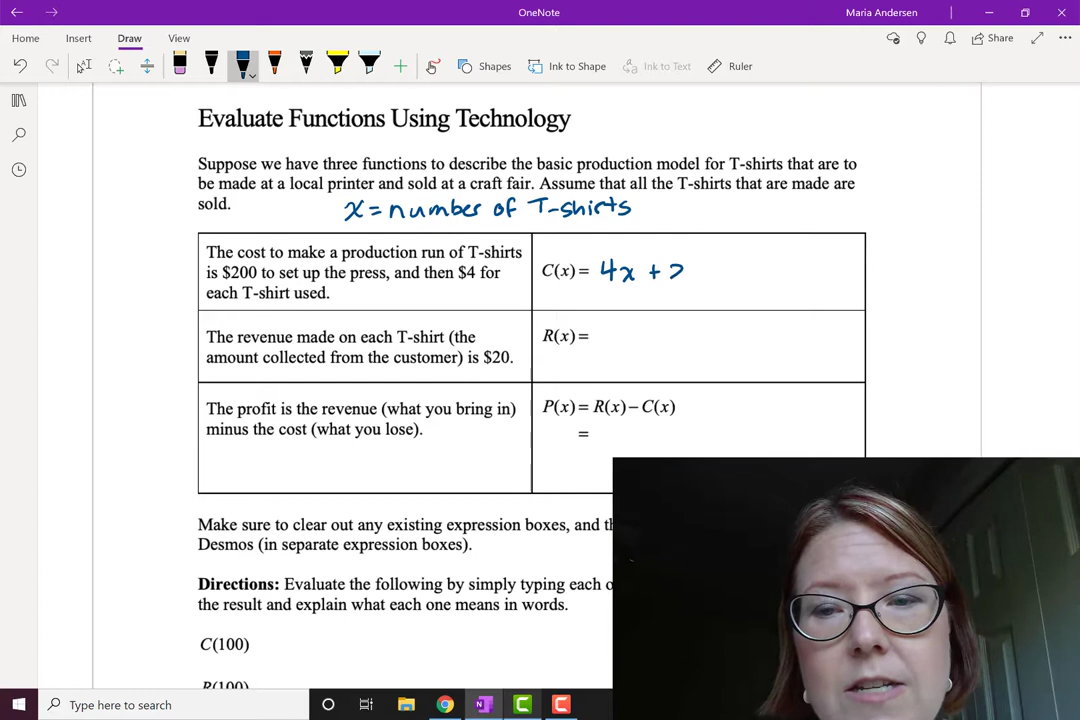 OneNote
Maria Andersen
Home Insert Draw View
Share
Shapes Ink to Shape Ink to Text Ruler
Evaluate Functions Using Technology
Suppose we have three functions to describe the basic production model for T-shirts that are to
be made at a local printer and sold at a craft fair. Assume that all the T-shirts that are made are
sold.
x = number of T-shirts
The cost to make a production run of T-shirts
is $200 to set up the press, and then $4 for
each T-shirt used.
C(x) = 4x +
The revenue made on each T-shirt (the
amount collected from the customer) is $20.
R(x) =
The profit is the revenue (what you bring in)
minus the cost (what you lose).
P(x) = R(x) − C(x)
=
Make sure to clear out any existing expression boxes, and
Desmos (in separate expression boxes).
Directions: Evaluate the following by simply typing each
the result and explain what each one means in words.
C(100)
R(100)
Type here to search